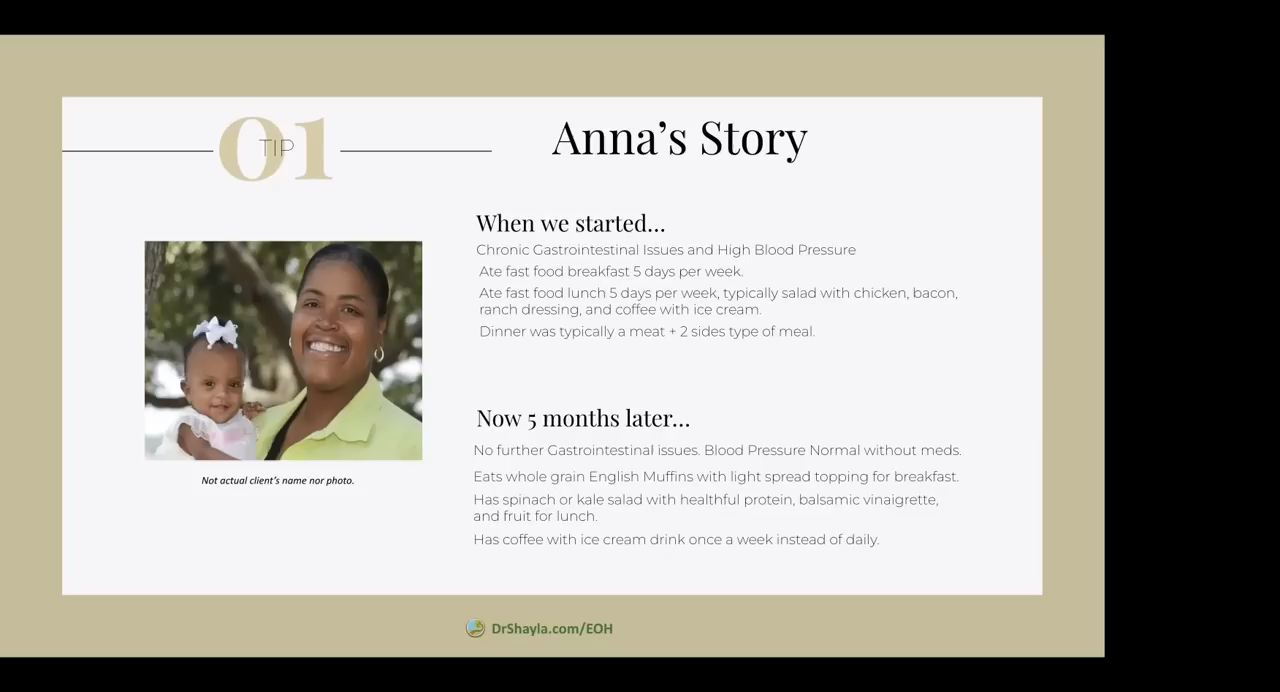 01
TIP
Anna’s Story
When we started...
Chronic Gastrointestinal Issues and High Blood Pressure
Ate fast food breakfast 5 days per week.
Ate fast food lunch 5 days per week, typically salad with chicken, bacon,
ranch dressing, and coffee with ice cream.
Dinner was typically a meat + 2 sides type of meal.
Not actual client’s name nor photo.
Now 5 months later...
No further Gastrointestinal issues. Blood Pressure Normal without meds.
Eats whole grain English Muffins with light spread topping for breakfast.
Has spinach or kale salad with healthful protein, balsamic vinaigrette,
and fruit for lunch.
Has coffee with ice cream drink once a week instead of daily.
DrShayla.com/EOH